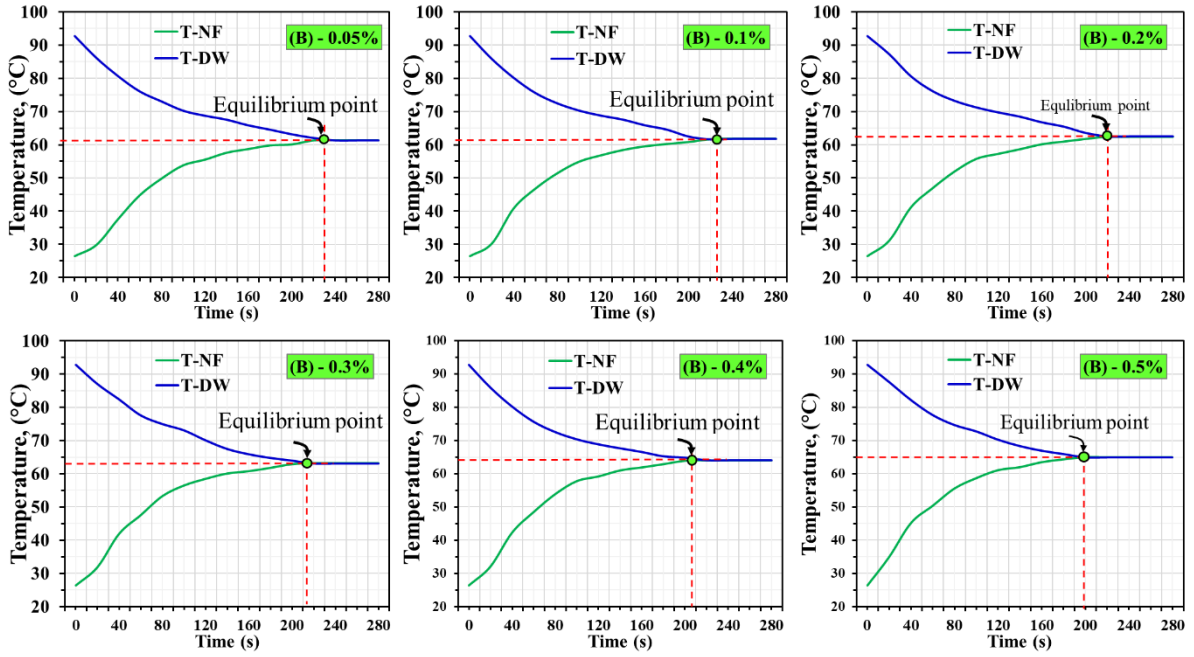 100
90
80
70
60
50
40
30
20
Temperature, (°C)
T-NF
T-DW
(B) - 0.05%
Equilibrium point
0 40 80 120 160 200 240 280
Time (s)
100
90
80
70
60
50
40
30
20
Temperature, (°C)
T-NF
T-DW
(B) - 0.1%
Equilibrium point
0 40 80 120 160 200 240 280
Time (s)
100
90
80
70
60
50
40
30
20
Temperature, (°C)
T-NF
T-DW
(B) - 0.2%
Equlibrium point
0 40 80 120 160 200 240 280
Time (s)
100
90
80
70
60
50
40
30
20
Temperature, (°C)
T-NF
T-DW
(B) - 0.3%
Equilibrium point
0 40 80 120 160 200 240 280
Time (s)
100
90
80
70
60
50
40
30
20
Temperature, (°C)
T-NF
T-DW
(B) - 0.4%
Equilibrium point
0 40 80 120 160 200 240 280
Time (s)
100
90
80
70
60
50
40
30
20
Temperature, (°C)
T-NF
T-DW
(B) - 0.5%
Equilibrium point
0 40 80 120 160 200 240 280
Time (s)